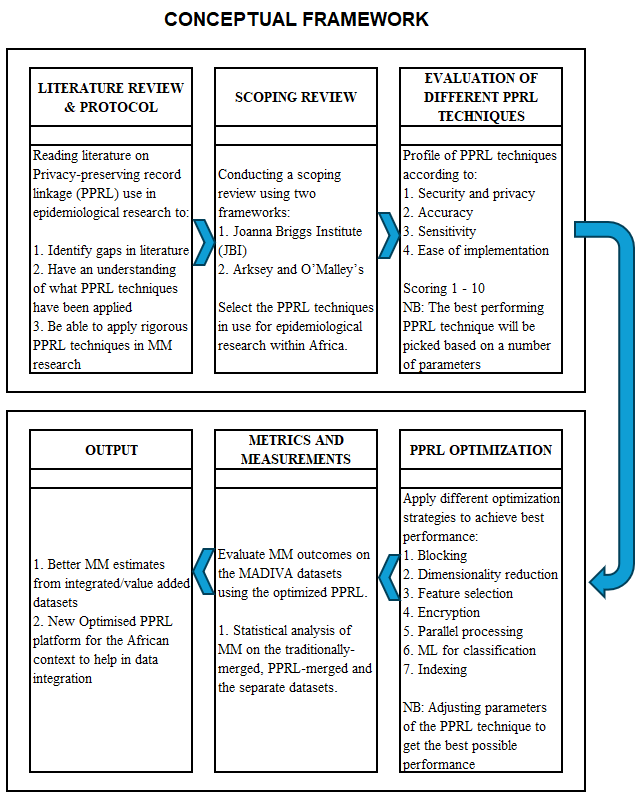 CONCEPTUAL FRAMEWORK
LITERATURE REVIEW
& PROTOCOL
Reading literature on
Privacy-preserving record
linkage (PPRL) use in
epidemiological research to:
1. Identify gaps in literature
2. Have an understanding
of what PPRL techniques
have been applied
3. Be able to apply rigorous
PPRL techniques in MM
research
SCOPING REVIEW
Conducting a scoping
review using two
frameworks:
1. Joanna Briggs Institute
(JBI)
2. Arksey and O’Malley’s
Select the PPRL techniques
in use for epidemiological
research within Africa.
EVALUATION OF
DIFFERENT PPRL
TECHNIQUES
Profile of PPRL techniques
according to:
1. Security and privacy
2. Accuracy
3. Sensitivity
4. Ease of implementation
Scoring 1 - 10
NB: The best performing
PPRL technique will be
picked based on a number
of parameters
PPRL OPTIMIZATION
Apply different optimization
strategies to achieve best
performance:
1. Blocking
2. Dimensionality reduction
3. Feature selection
4. Encryption
5. Parallel processing
6. ML for classification
7. Indexing
NB: Adjusting parameters
of the PPRL technique to
get the best possible
performance
METRICS AND
MEASUREMENTS
Evaluate MM outcomes on
the MADIVA datasets
using the optimized PPRL.
1. Statistical analysis of
MM on the traditionally-
merged, PPRL-merged and
the separate datasets.
OUTPUT
1. Better MM estimates
from integrated/value added
datasets
2. New Optimised PPRL
platform for the African
context to help in data
integration